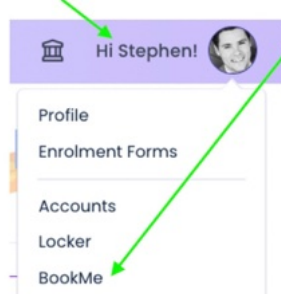 Hi Stephen!
Profile
Enrolment Forms
Accounts
Locker
BookMe